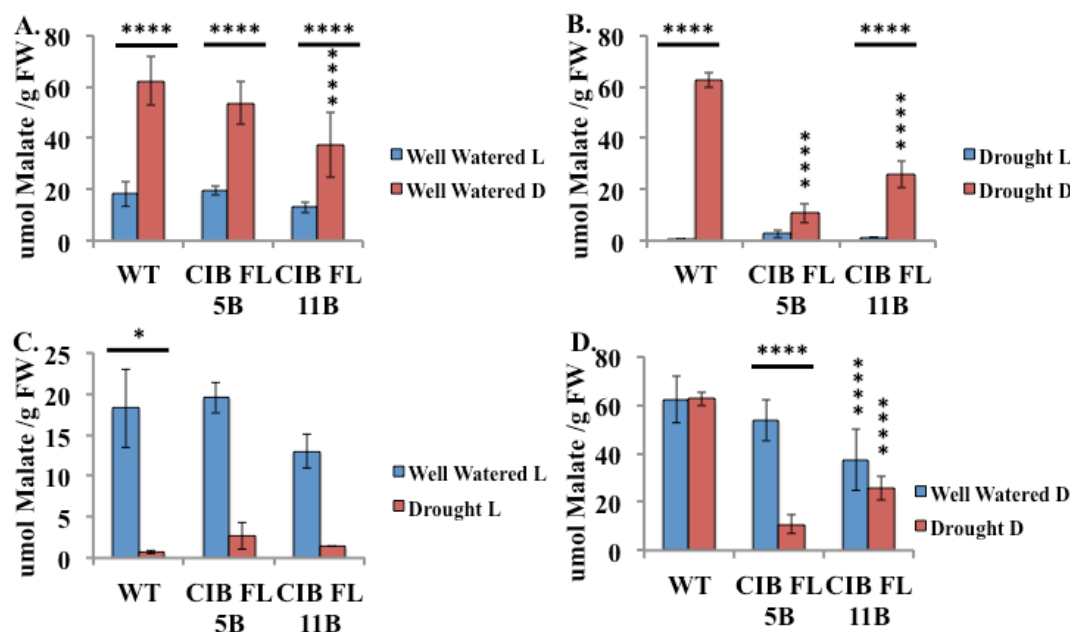 A.
**** **** ****
****
umol Malate /g FW
80
60
40
20
0
WT CIB FL CIB FL
5B 11B
Well Watered L
Well Watered D
B.
**** ****
****
****
umol Malate /g FW
80
60
40
20
0
WT CIB FL CIB FL
5B 11B
Drought L
Drought D
C.
*
umol Malate /g FW
25
20
15
10
5
0
WT CIB FL CIB FL
5B 11B
Well Watered L
Drought L
D.
****
****
****
umol Malate /g FW
80
60
40
20
0
WT CIB FL CIB FL
5B 11B
Well Watered D
Drought D